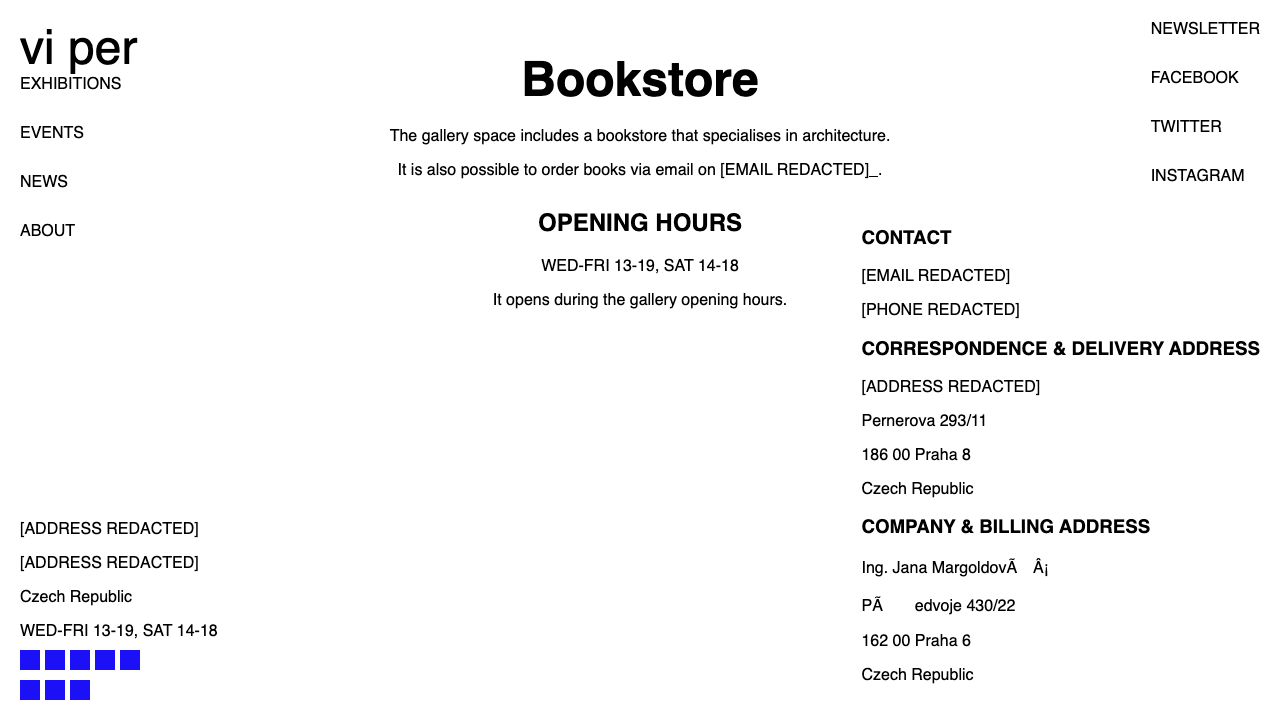 vi per
EXHIBITIONS
EVENTS
NEWS
ABOUT
Bookstore
The gallery space includes a bookstore that specialises in architecture.
It is also possible to order books via email on [EMAIL REDACTED]_.
OPENING HOURS
WED-FRI 13-19, SAT 14-18
It opens during the gallery opening hours.
NEWSLETTER
FACEBOOK
TWITTER
INSTAGRAM
CONTACT
[EMAIL REDACTED]
[PHONE REDACTED]
CORRESPONDENCE & DELIVERY ADDRESS
[ADDRESS REDACTED]
Pernerova 293/11
186 00 Praha 8
Czech Republic
COMPANY & BILLING ADDRESS
Ing. Jana MargoldovÃ Â¡
PÃ edvoje 430/22
162 00 Praha 6
Czech Republic
[ADDRESS REDACTED]
[ADDRESS REDACTED]
Czech Republic
WED-FRI 13-19, SAT 14-18